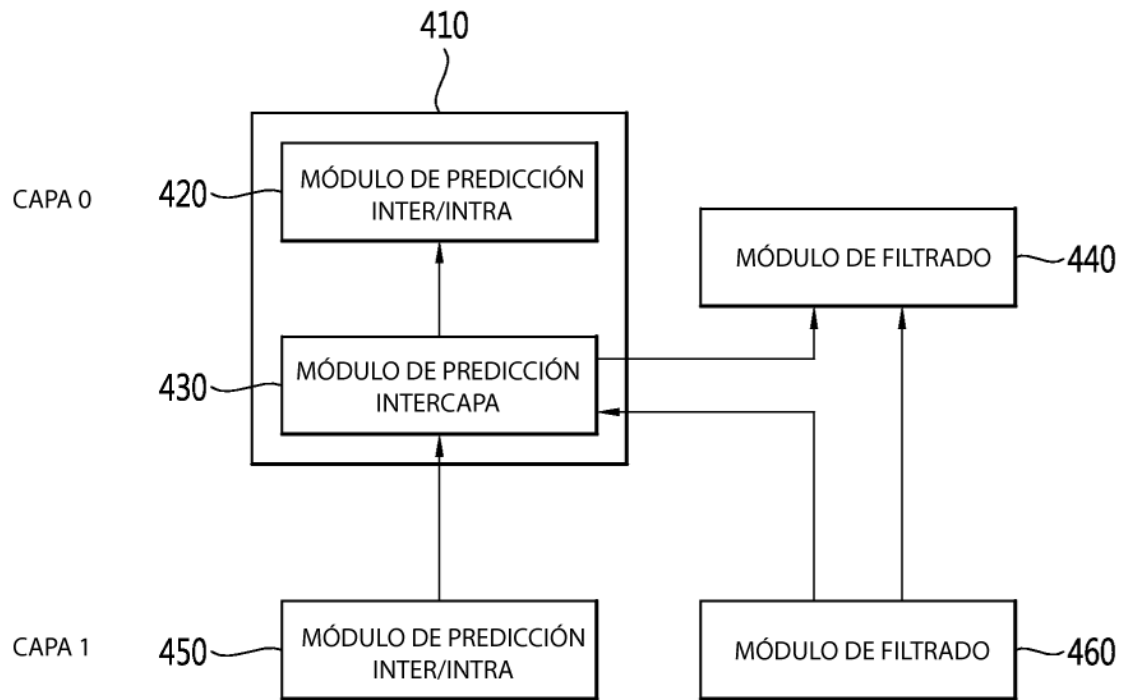 410
CAPA 0
420
MÓDULO DE PREDICCIÓN
INTER/INTRA
MÓDULO DE FILTRADO
440
430
MÓDULO DE PREDICCIÓN
INTERCAPA
CAPA 1
450
MÓDULO DE PREDICCIÓN
INTER/INTRA
MÓDULO DE FILTRADO
460